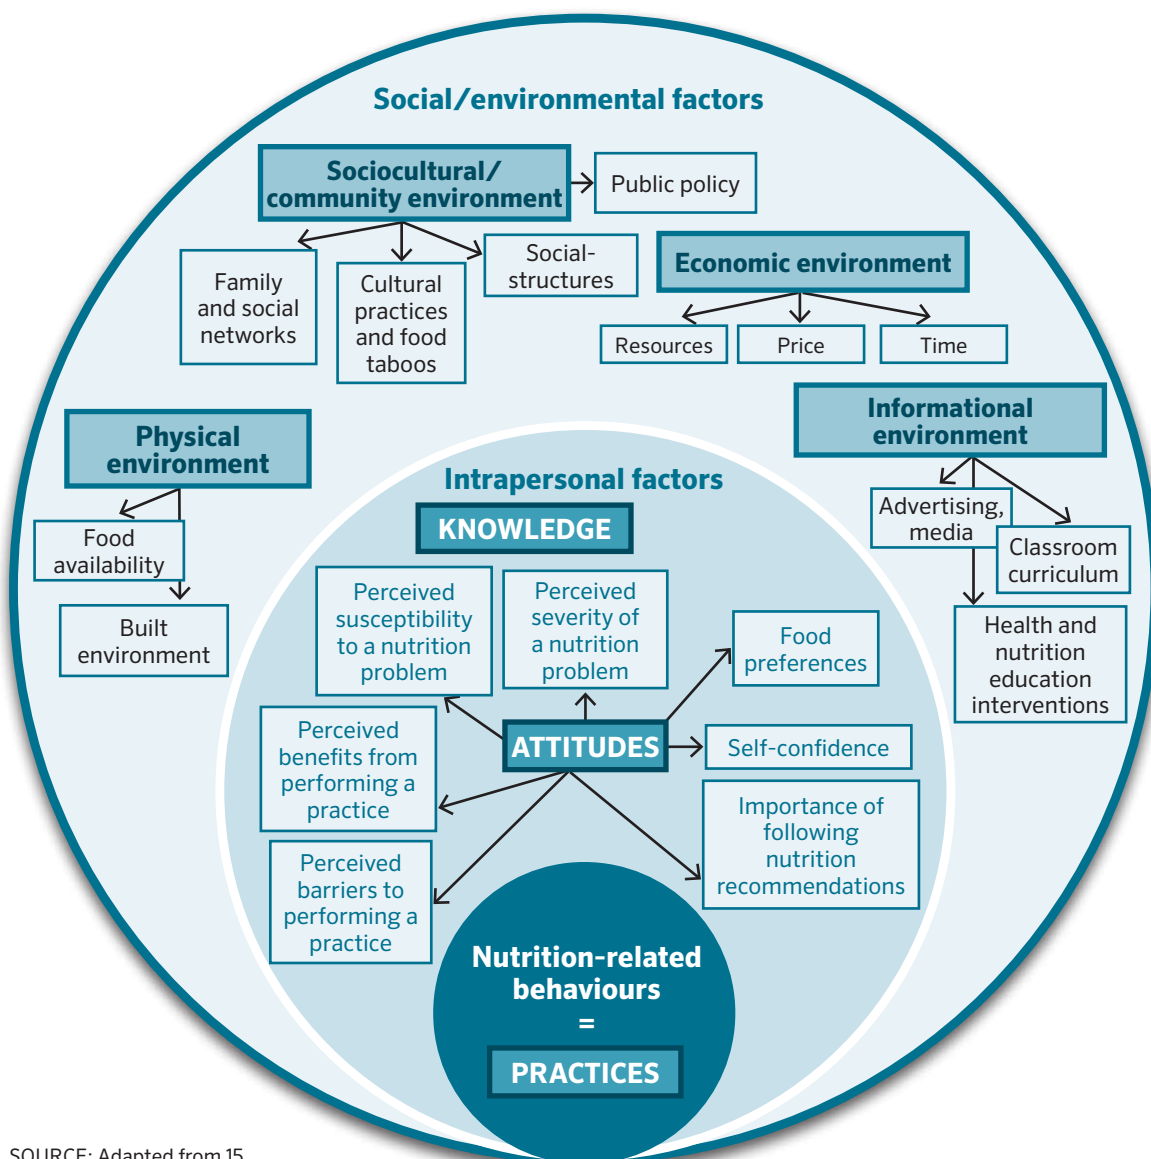 Social/environmental factors
Sociocultural/
community environment
Public policy
Family
and social
networks
Cultural
practices
and food
taboos
Social-
structures
Economic environment
Resources
Price
Time
Physical
environment
Food
availability
Built
environment
Informational
environment
Advertising,
media
Classroom
curriculum
Health and
nutrition
education
interventions
Intrapersonal factors
KNOWLEDGE
Perceived
susceptibility
to a nutrition
problem
Perceived
severity of
a nutrition
problem
Food
preferences
ATTITUDES
Self-confidence
Perceived
benefits from
performing a
practice
Importance of
following
nutrition
recommendations
Perceived
barriers to
performing a
practice
Nutrition-related
behaviours
=
PRACTICES
SOURCE: Adapted from 15